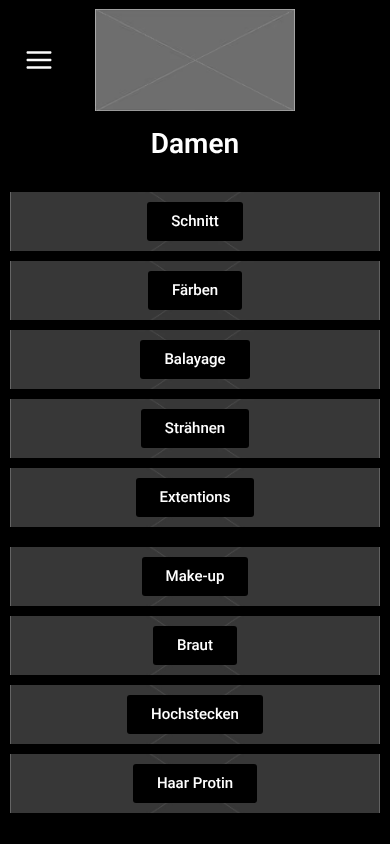 Damen
Schnitt
Färben
Balayage
Strähnen
Extentions
Make-up
Braut
Hochstecken
Haar Protin